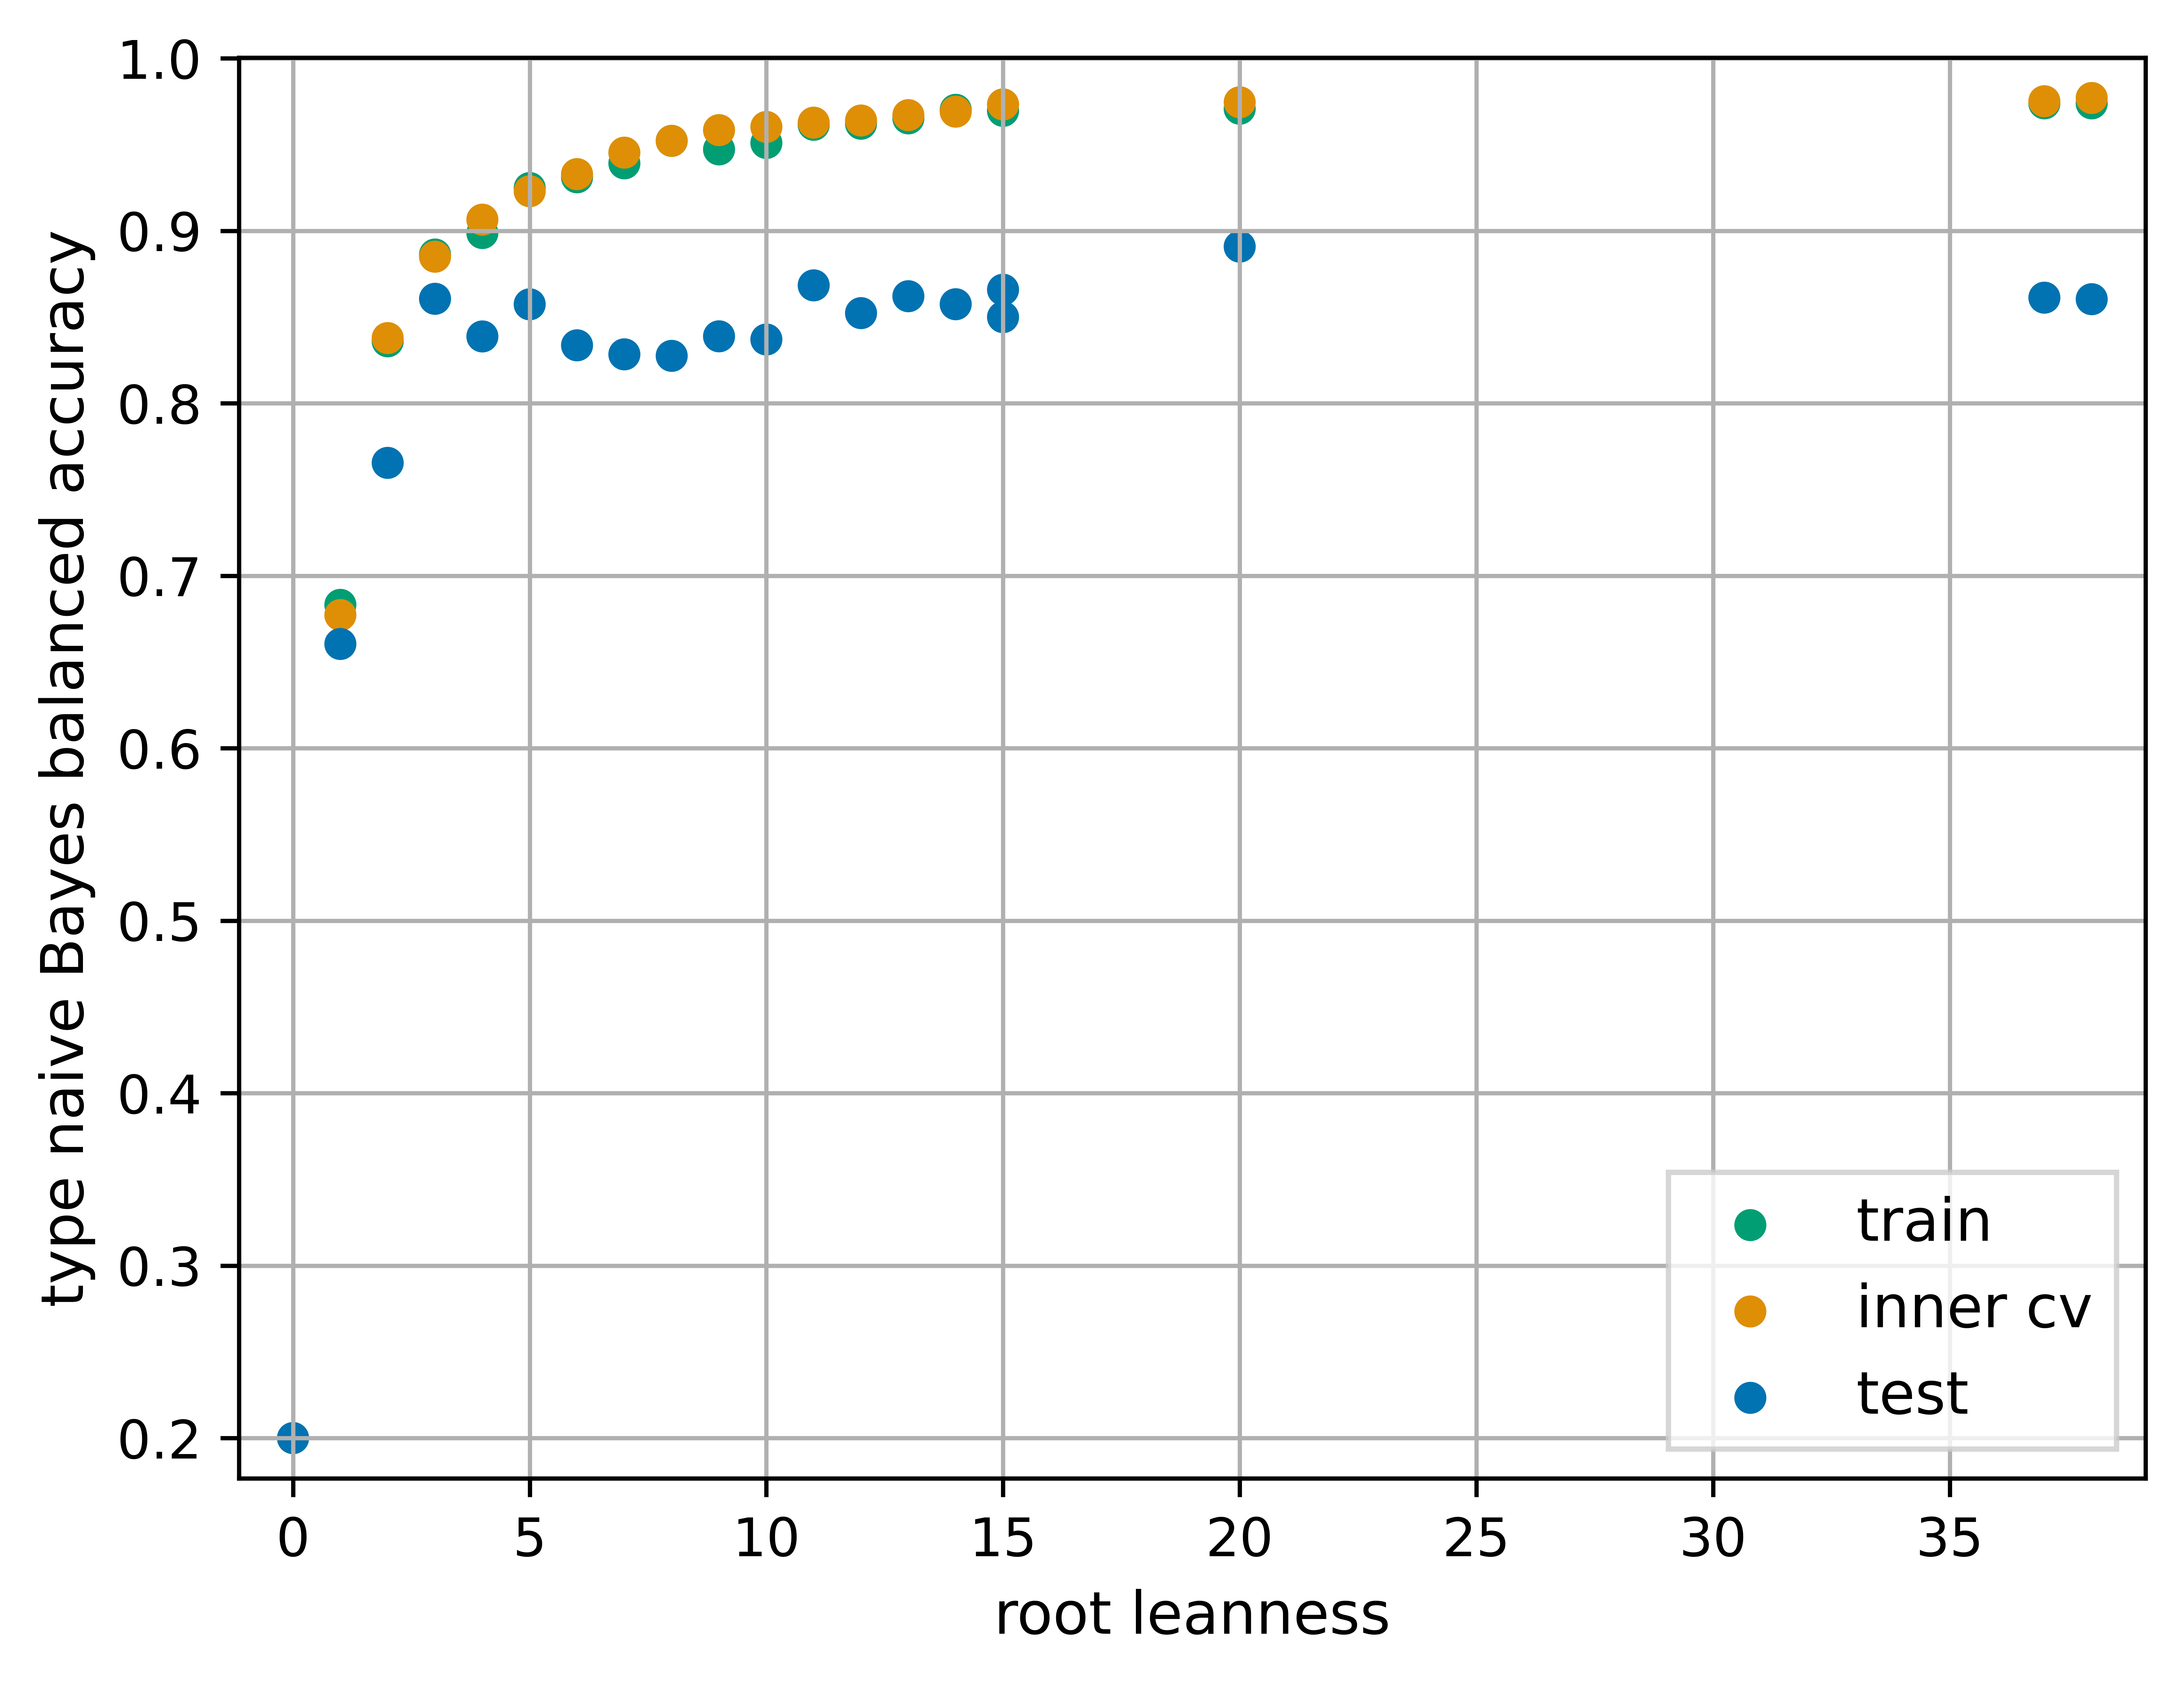 1.0
0.9
0.8
0.7
0.6
0.5
0.4
0.3
0.2
type naive Bayes balanced accuracy
0 5 10 15 20 25 30 35
root leanness
train
inner cv
test